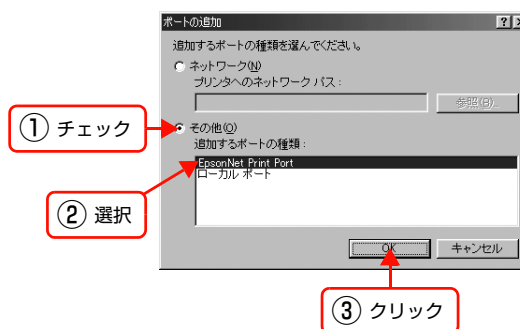 ポートの追加
追加するポートの種類を選んでください。
ネットワーク(N)
プリンタへのネットワーク パス:
参照(B)...
① チェック
その他(O)
追加するポートの種類:
EpsonNet Print Port
ローカル ポート
② 選択
OK
キャンセル
③ クリック